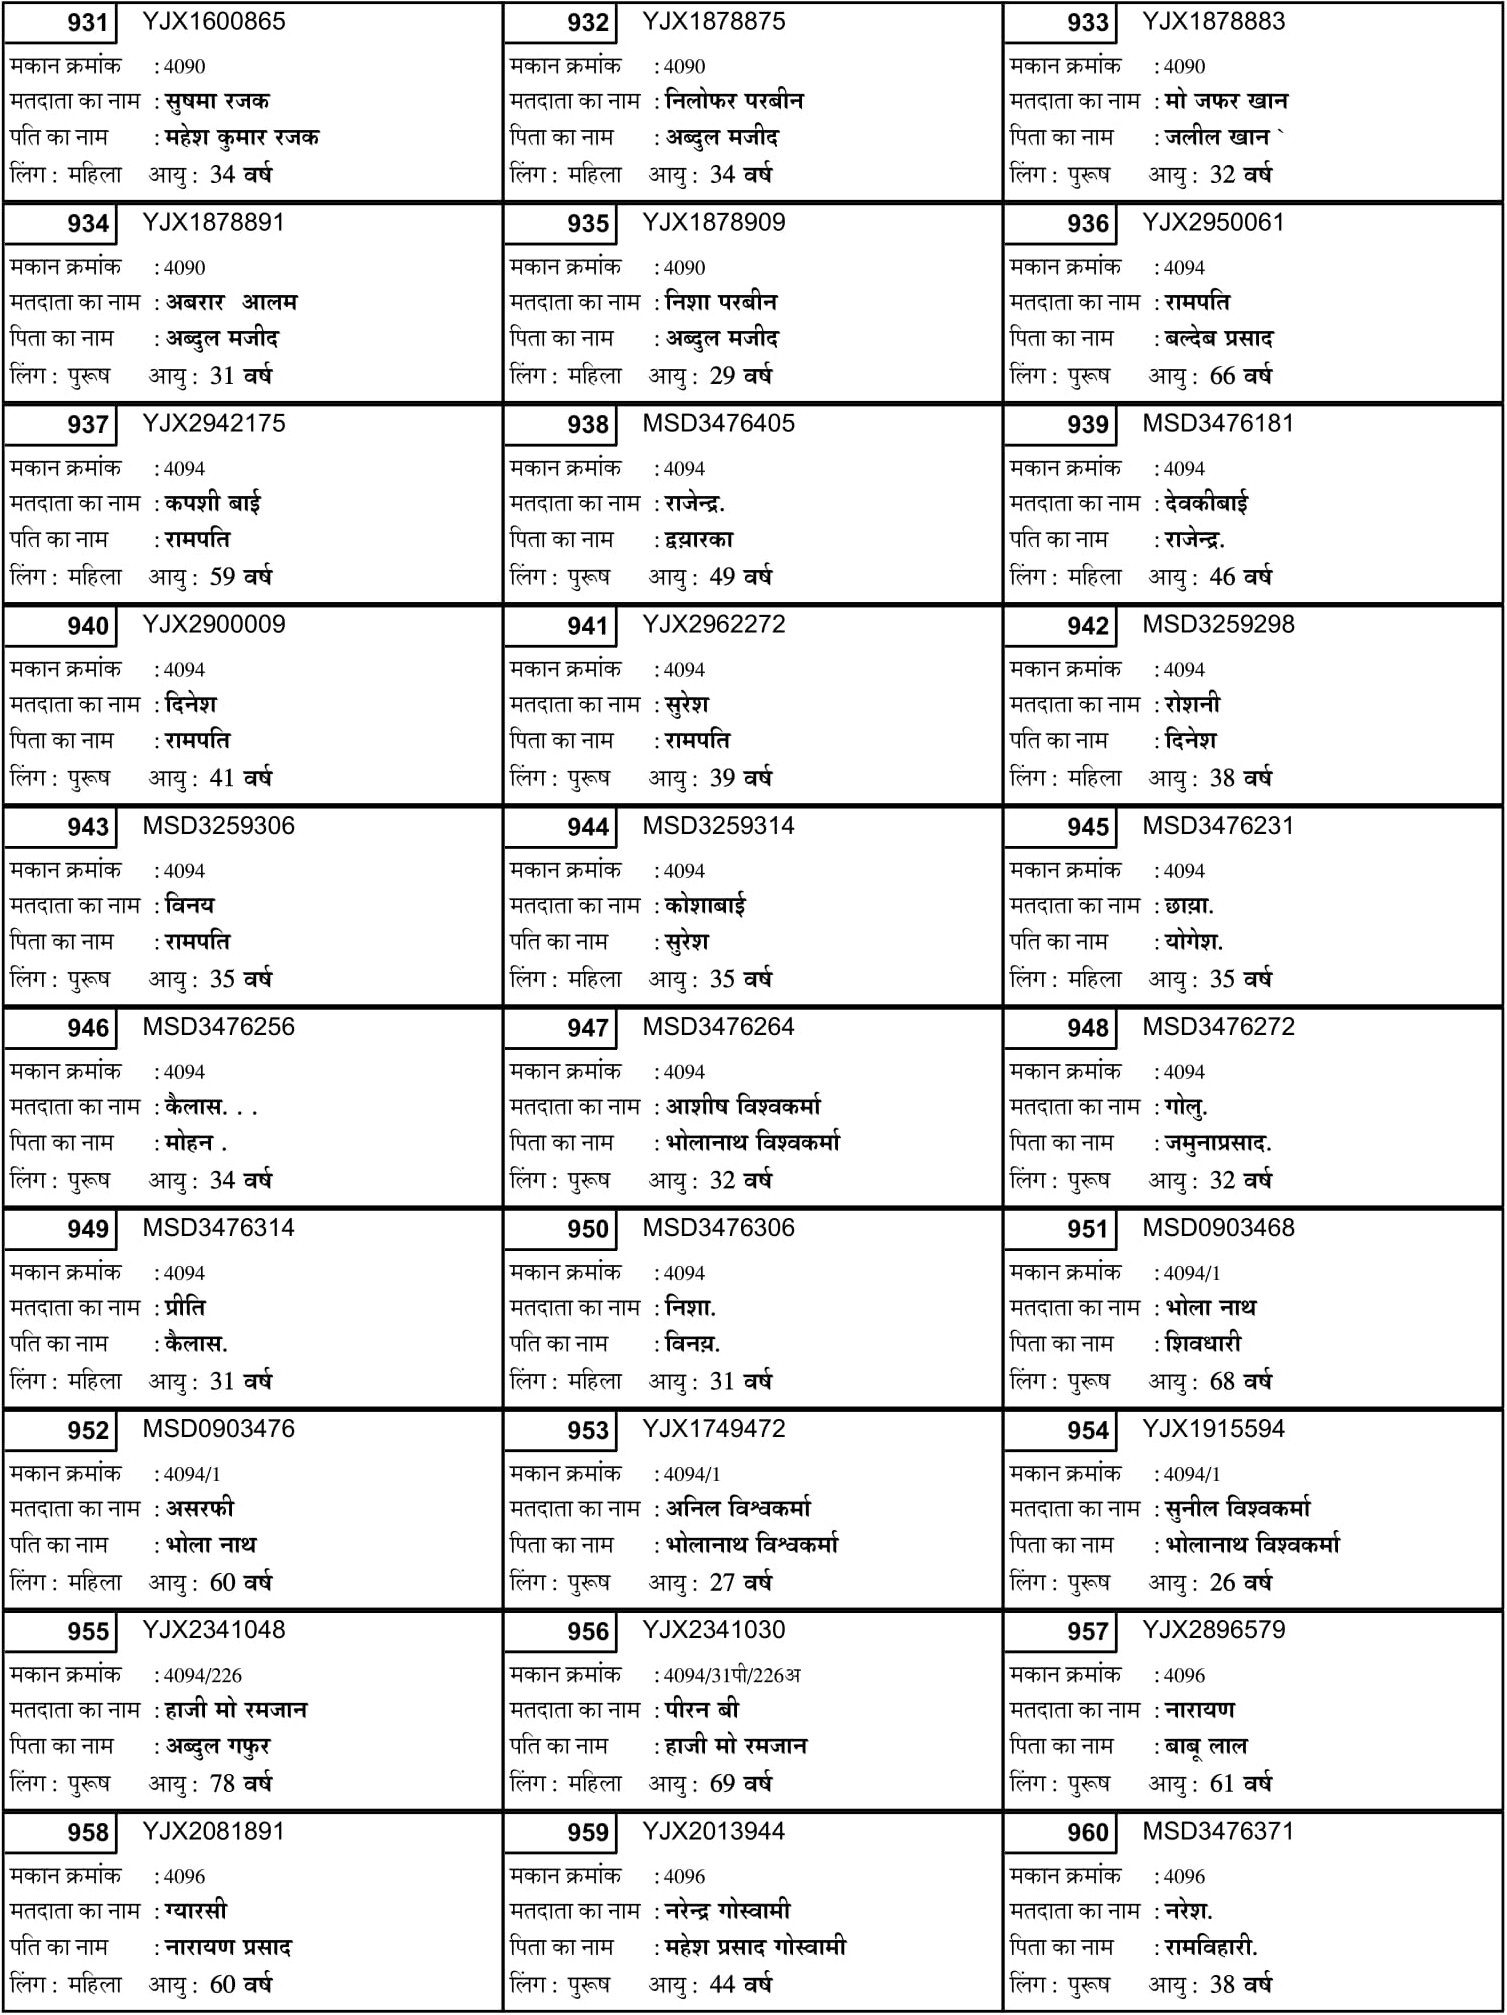 931 YJX1600865
मकान क्रमांक : 4090
मतदाता का नाम : सुषमा रजक
पति का नाम : महेश कुमार रजक
लिंग : महिला आयु : 34 वर्ष
932 YJX1878875
मकान क्रमांक : 4090
मतदाता का नाम : निलोफर परबीन
पिता का नाम : अब्दुल मजीद
लिंग : महिला आयु : 34 वर्ष
933 YJX1878883
मकान क्रमांक : 4090
मतदाता का नाम : मो जफर खान
पिता का नाम : जलील खान `
लिंग : पुरूष आयु : 32 वर्ष
934 YJX1878891
मकान क्रमांक : 4090
मतदाता का नाम : अबरार आलम
पिता का नाम : अब्दुल मजीद
लिंग : पुरूष आयु : 31 वर्ष
935 YJX1878909
मकान क्रमांक : 4090
मतदाता का नाम : निशा परबीन
पिता का नाम : अब्दुल मजीद
लिंग : महिला आयु : 29 वर्ष
936 YJX2950061
मकान क्रमांक : 4094
मतदाता का नाम : रामपति
पिता का नाम : बल्देब प्रसाद
लिंग : पुरूष आयु : 66 वर्ष
937 YJX2942175
मकान क्रमांक : 4094
मतदाता का नाम : कपशी बाई
पति का नाम : रामपति
लिंग : महिला आयु : 59 वर्ष
938 MSD3476405
मकान क्रमांक : 4094
मतदाता का नाम : राजेन्द्र.
पिता का नाम : द्वय़ारका
लिंग : पुरूष आयु : 49 वर्ष
939 MSD3476181
मकान क्रमांक : 4094
मतदाता का नाम : देवकीबाई
पति का नाम : राजेन्द्र.
लिंग : महिला आयु : 46 वर्ष
940 YJX2900009
मकान क्रमांक : 4094
मतदाता का नाम : दिनेश
पिता का नाम : रामपति
लिंग : पुरूष आयु : 41 वर्ष
941 YJX2962272
मकान क्रमांक : 4094
मतदाता का नाम : सुरेश
पिता का नाम : रामपति
लिंग : पुरूष आयु : 39 वर्ष
942 MSD3259298
मकान क्रमांक : 4094
मतदाता का नाम : रोशनी
पति का नाम : दिनेश
लिंग : महिला आयु : 38 वर्ष
943 MSD3259306
मकान क्रमांक : 4094
मतदाता का नाम : विनय
पिता का नाम : रामपति
लिंग : पुरूष आयु : 35 वर्ष
944 MSD3259314
मकान क्रमांक : 4094
मतदाता का नाम : कोशाबाई
पति का नाम : सुरेश
लिंग : महिला आयु : 35 वर्ष
945 MSD3476231
मकान क्रमांक : 4094
मतदाता का नाम : छाय़ा.
पति का नाम : योगेश.
लिंग : महिला आयु : 35 वर्ष
946 MSD3476256
मकान क्रमांक : 4094
मतदाता का नाम : कैलास. . .
पिता का नाम : मोहन .
लिंग : पुरूष आयु : 34 वर्ष
947 MSD3476264
मकान क्रमांक : 4094
मतदाता का नाम : आशीष विश्वकर्मा
पिता का नाम : भोलानाथ विश्वकर्मा
लिंग : पुरूष आयु : 32 वर्ष
948 MSD3476272
मकान क्रमांक : 4094
मतदाता का नाम : गोलु.
पिता का नाम : जमुनाप्रसाद.
लिंग : पुरूष आयु : 32 वर्ष
949 MSD3476314
मकान क्रमांक : 4094
मतदाता का नाम : प्रीति
पति का नाम : कैलास.
लिंग : महिला आयु : 31 वर्ष
950 MSD3476306
मकान क्रमांक : 4094
मतदाता का नाम : निशा.
पति का नाम : विनय़.
लिंग : महिला आयु : 31 वर्ष
951 MSD0903468
मकान क्रमांक : 4094/1
मतदाता का नाम : भोला नाथ
पिता का नाम : शिवधारी
लिंग : पुरूष आयु : 68 वर्ष
952 MSD0903476
मकान क्रमांक : 4094/1
मतदाता का नाम : असरफी
पति का नाम : भोला नाथ
लिंग : महिला आयु : 60 वर्ष
953 YJX1749472
मकान क्रमांक : 4094/1
मतदाता का नाम : अनिल विश्वकर्मा
पिता का नाम : भोलानाथ विश्वकर्मा
लिंग : पुरूष आयु : 27 वर्ष
954 YJX1915594
मकान क्रमांक : 4094/1
मतदाता का नाम : सुनील विश्वकर्मा
पिता का नाम : भोलानाथ विश्वकर्मा
लिंग : पुरूष आयु : 26 वर्ष
955 YJX2341048
मकान क्रमांक : 4094/226
मतदाता का नाम : हाजी मो रमजान
पिता का नाम : अब्दुल गफुर
लिंग : पुरूष आयु : 78 वर्ष
956 YJX2341030
मकान क्रमांक : 4094/31पी/226अ
मतदाता का नाम : पीरन बी
पति का नाम : हाजी मो रमजान
लिंग : महिला आयु : 69 वर्ष
957 YJX2896579
मकान क्रमांक : 4096
मतदाता का नाम : नारायण
पिता का नाम : बाबू लाल
लिंग : पुरूष आयु : 61 वर्ष
958 YJX2081891
मकान क्रमांक : 4096
मतदाता का नाम : ग्यारसी
पति का नाम : नारायण प्रसाद
लिंग : महिला आयु : 60 वर्ष
959 YJX2013944
मकान क्रमांक : 4096
मतदाता का नाम : नरेन्द्र गोस्वामी
पिता का नाम : महेश प्रसाद गोस्वामी
लिंग : पुरूष आयु : 44 वर्ष
960 MSD3476371
मकान क्रमांक : 4096
मतदाता का नाम : नरेश.
पिता का नाम : रामविहारी.
लिंग : पुरूष आयु : 38 वर्ष